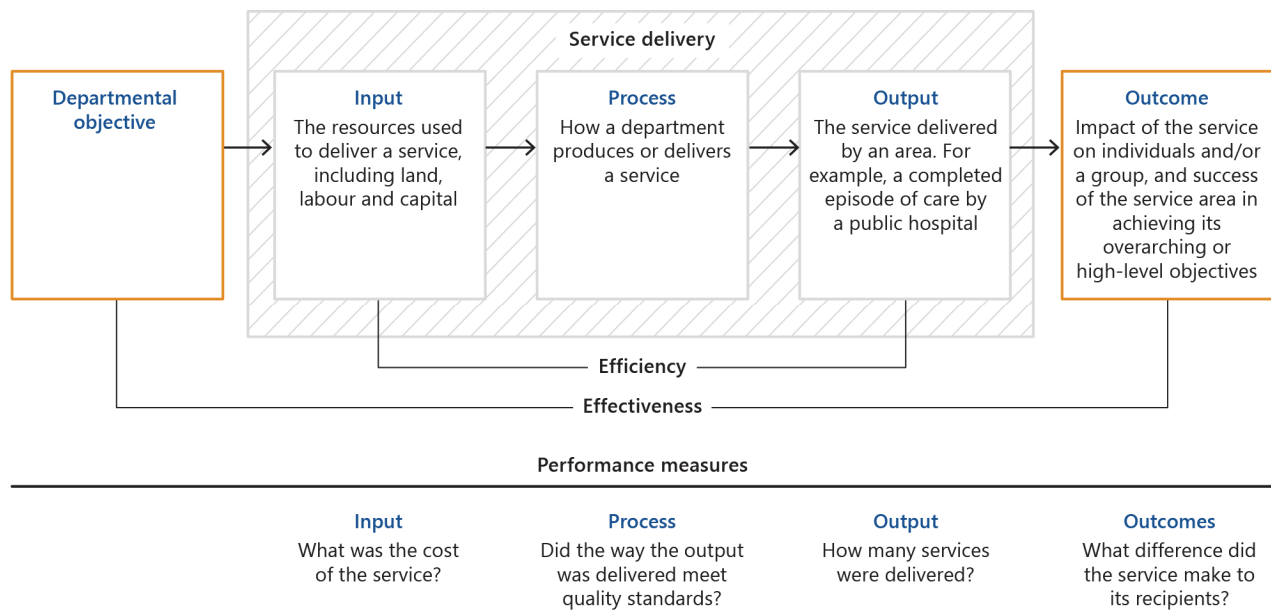 Service delivery
Departmental
objective
Input
The resources used
to deliver a service,
including land,
labour and capital
Process
How a department
produces or delivers
a service
Output
The service delivered
by an area. For
example, a completed
episode of care by
a public hospital
Outcome
Impact of the service
on individuals and/or
a group, and success
of the service area in
achieving its
overarching or
high-level objectives
Efficiency
Effectiveness
Performance measures
Input
What was the cost
of the service?
Process
Did the way the output
was delivered meet
quality standards?
Output
How many services
were delivered?
Outcomes
What difference did
the service make to
its recipients?